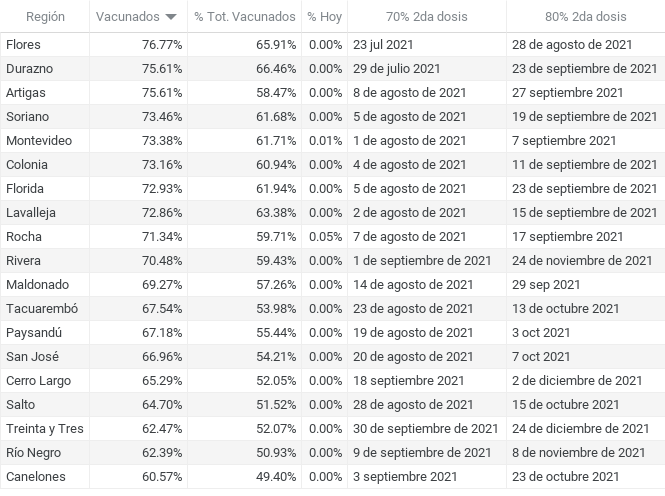 Región Vacunados % Tot. Vacunados % Hoy 70% 2da dosis 80% 2da dosis
Flores 76.77% 65.91% 0.00% 23 jul 2021 28 de agosto de 2021
Durazno 75.61% 66.46% 0.00% 29 de julio 2021 23 de septiembre de 2021
Artigas 75.61% 58.47% 0.00% 8 de agosto de 2021 27 septiembre 2021
Soriano 73.46% 61.68% 0.00% 5 de agosto de 2021 19 de septiembre de 2021
Montevideo 73.38% 61.71% 0.01% 1 de agosto de 2021 7 septiembre 2021
Colonia 73.16% 60.94% 0.00% 4 de agosto de 2021 11 de septiembre de 2021
Florida 72.93% 61.94% 0.00% 5 de agosto de 2021 23 de septiembre de 2021
Lavalleja 72.86% 63.38% 0.00% 2 de agosto de 2021 15 de septiembre de 2021
Rocha 71.34% 59.71% 0.05% 7 de agosto de 2021 17 septiembre 2021
Rivera 70.48% 59.43% 0.00% 1 de septiembre de 2021 24 de noviembre de 2021
Maldonado 69.27% 57.26% 0.00% 14 de agosto de 2021 29 sep 2021
Tacuarembó 67.54% 53.98% 0.00% 23 de agosto de 2021 13 de octubre 2021
Paysandú 67.18% 55.44% 0.00% 19 de agosto de 2021 3 oct 2021
San José 66.96% 54.21% 0.00% 20 de agosto de 2021 7 oct 2021
Cerro Largo 65.29% 52.05% 0.00% 18 septiembre 2021 2 de diciembre de 2021
Salto 64.70% 51.52% 0.00% 28 de agosto de 2021 15 de octubre 2021
Treinta y Tres 62.47% 52.07% 0.00% 30 de septiembre de 2021 24 de diciembre de 2021
Río Negro 62.39% 50.93% 0.00% 9 de septiembre de 2021 8 de noviembre de 2021
Canelones 60.57% 49.40% 0.00% 3 septiembre 2021 23 de octubre 2021